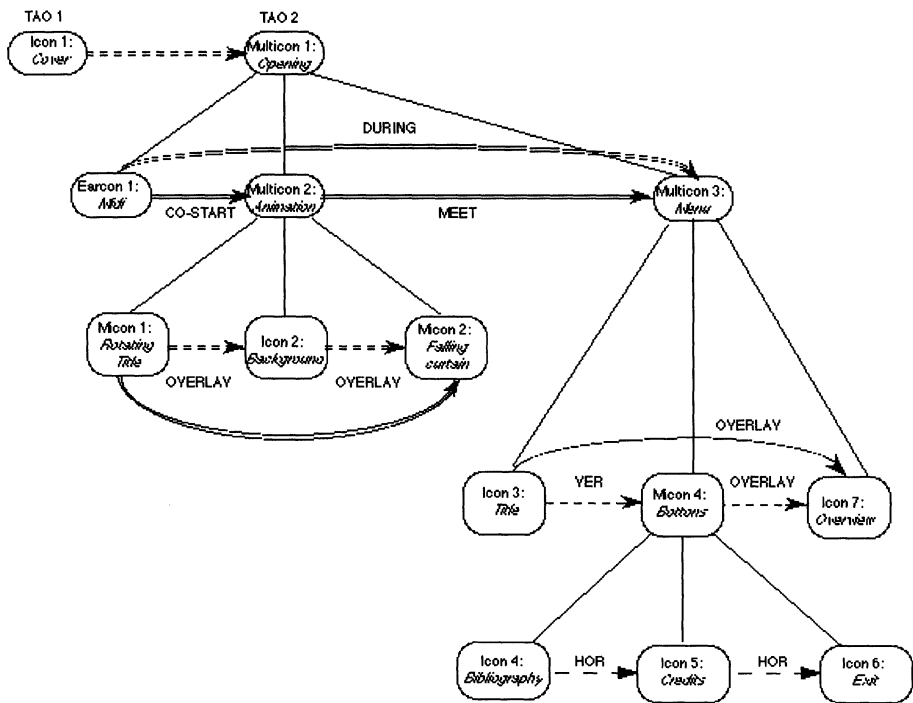 TAO 1
TAO 2
Icon 1:
Cover
Multicon 1:
Opening
DURING
Earcon 1:
Midi
CO-START
Multicon 2:
Animation
MEET
Multicon 3:
Menu
Micon 1:
Rotating
Title
Icon 2:
Background
Micon 2:
Falling
curtain
OVERLAY
OVERLAY
OVERLAY
Icon 3:
Title
VER
Micon 4:
Bottons
OVERLAY
Icon 7:
Overview
Icon 4:
Bibliography
HOR
Icon 5:
Credits
HOR
Icon 6:
Exit